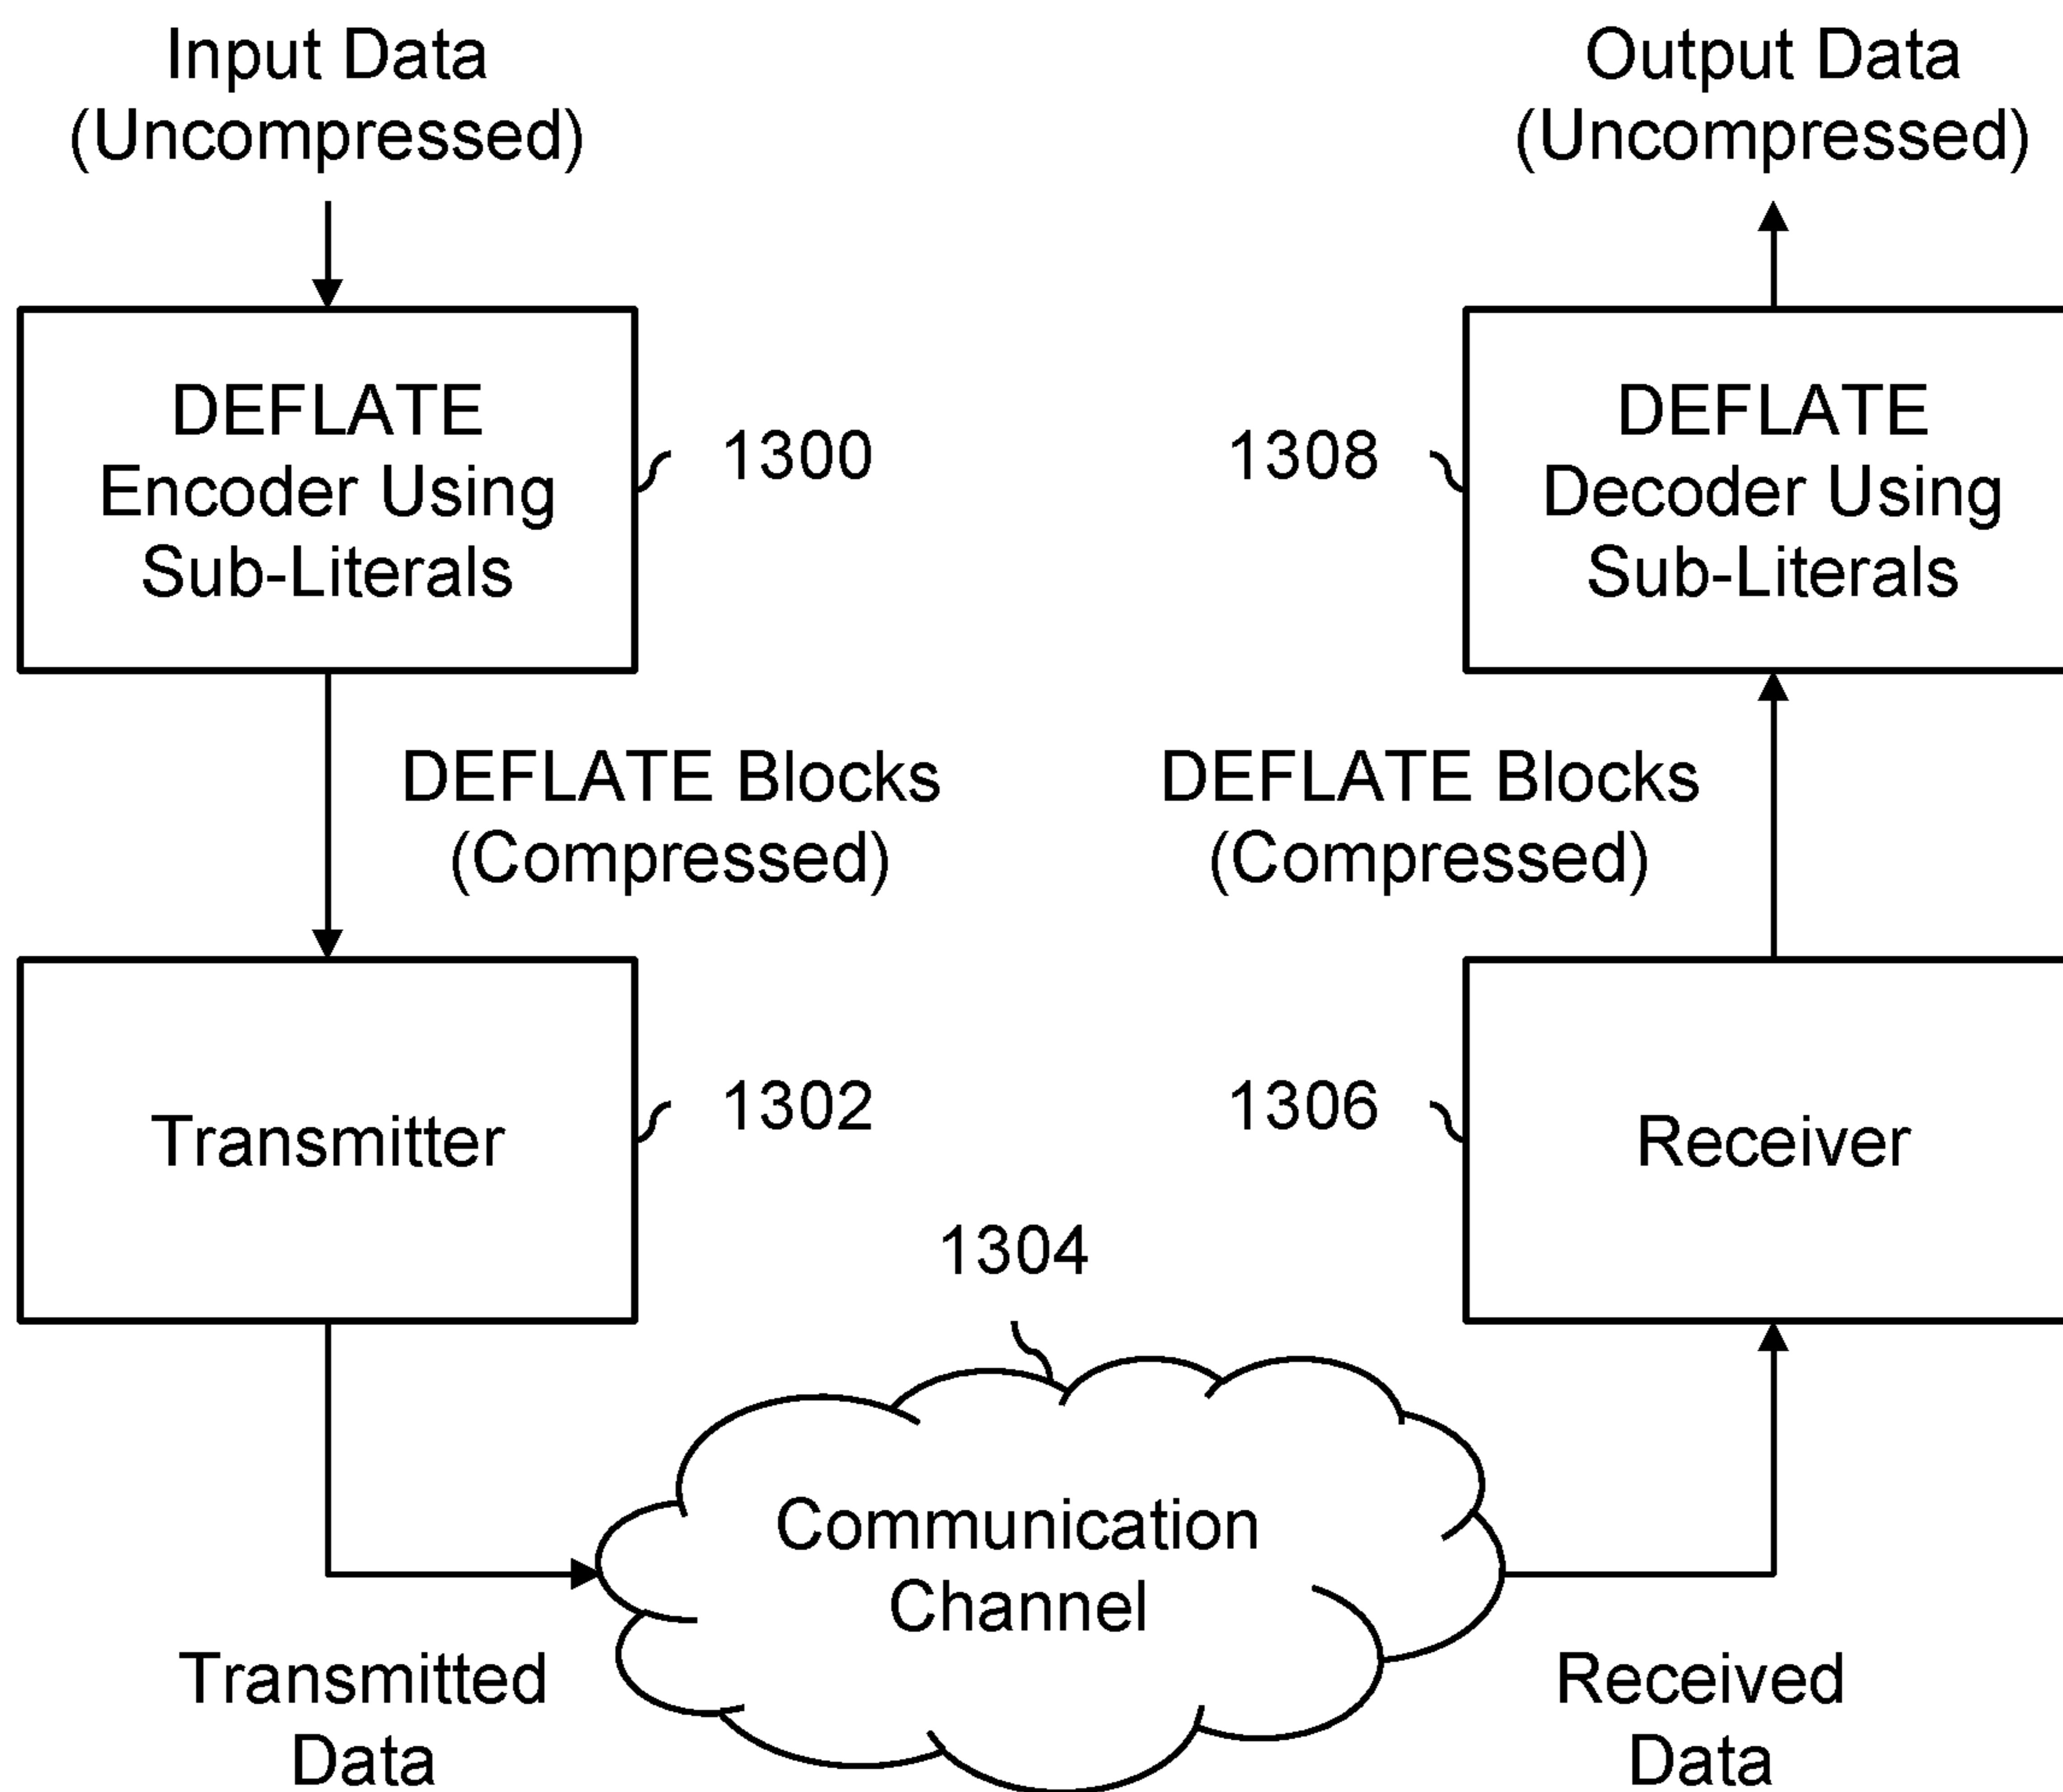 Input Data
(Uncompressed)
Output Data
(Uncompressed)
DEFLATE
Encoder Using
Sub-Literals
1300
1308
DEFLATE
Decoder Using
Sub-Literals
DEFLATE Blocks
(Compressed)
DEFLATE Blocks
(Compressed)
Transmitter
1302
1306
Receiver
1304
Communication
Channel
Transmitted
Data
Received
Data